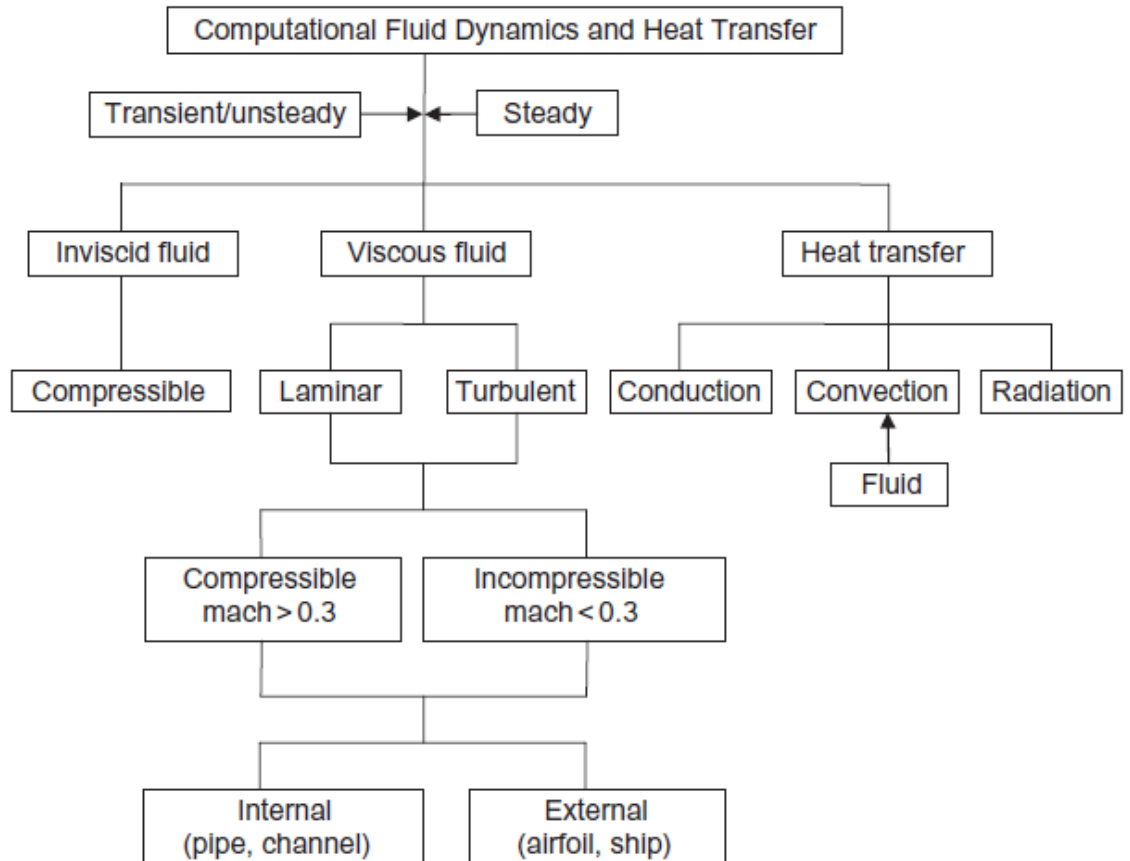 Computational Fluid Dynamics and Heat Transfer
Transient/unsteady
Steady
Inviscid fluid
Viscous fluid
Heat transfer
Compressible
Laminar
Turbulent
Conduction
Convection
Radiation
Fluid
Compressible
mach > 0.3
Incompressible
mach < 0.3
Internal
(pipe, channel)
External
(airfoil, ship)